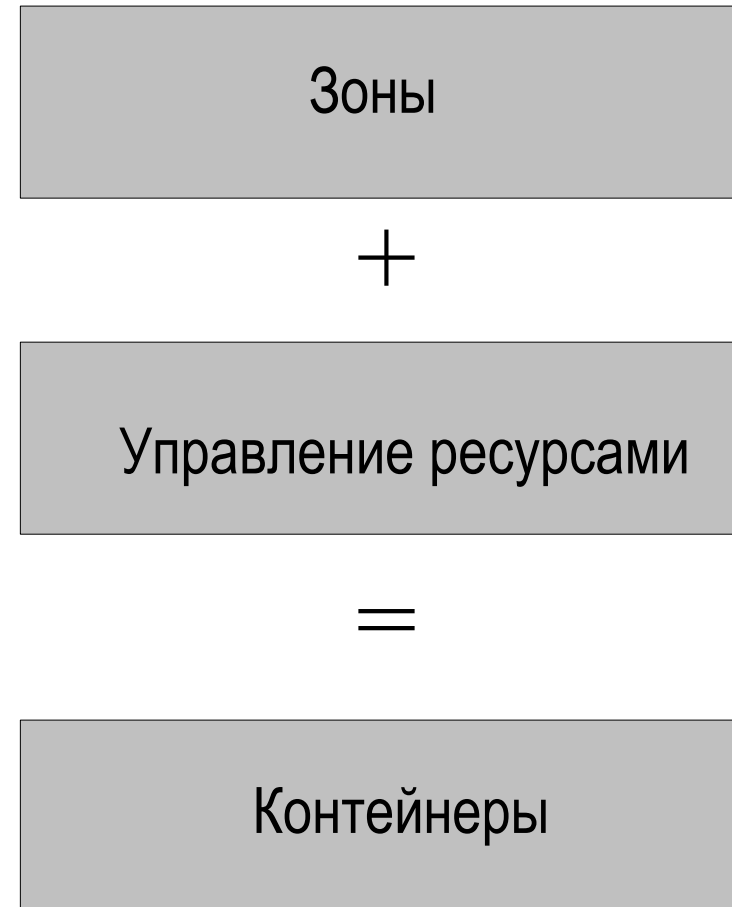 Зоны
+
Управление ресурсами
=
Контейнеры